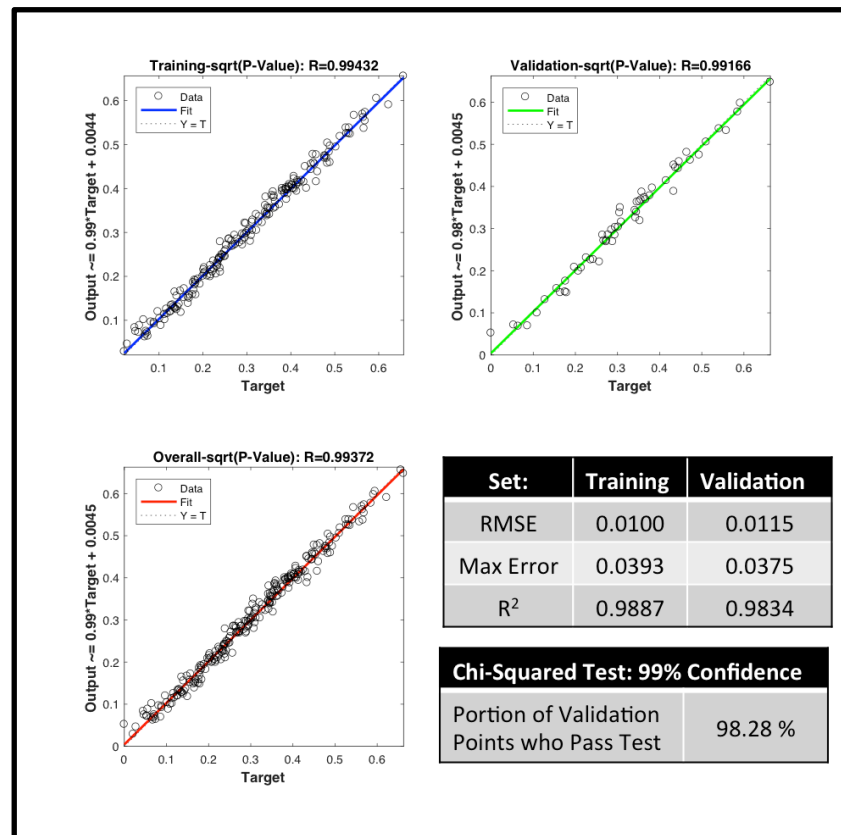 Training-sqrt(P-Value): R=0.99432
Output ~= 0.99*Target + 0.0044
0.6
0.5
0.4
0.3
0.2
0.1
Data
Fit
Y = T
0.1
0.2
0.3
0.4
0.5
0.6
Target
Validation-sqrt(P-Value): R=0.99166
Output ~= 0.98*Target + 0.0045
0.6
0.5
0.4
0.3
0.2
0.1
0
Data
Fit
Y = T
0
0.1
0.2
0.3
0.4
0.5
0.6
Target
Overall-sqrt(P-Value): R=0.99372
Output ~= 0.99*Target + 0.0045
0.6
0.5
0.4
0.3
0.2
0.1
0
Data
Fit
Y = T
0
0.1
0.2
0.3
0.4
0.5
0.6
Target
Set: Training Validation
RMSE 0.0100 0.0115
Max Error 0.0393 0.0375
R² 0.9887 0.9834
Chi-Squared Test: 99% Confidence
Portion of Validation
Points who Pass Test
98.28 %